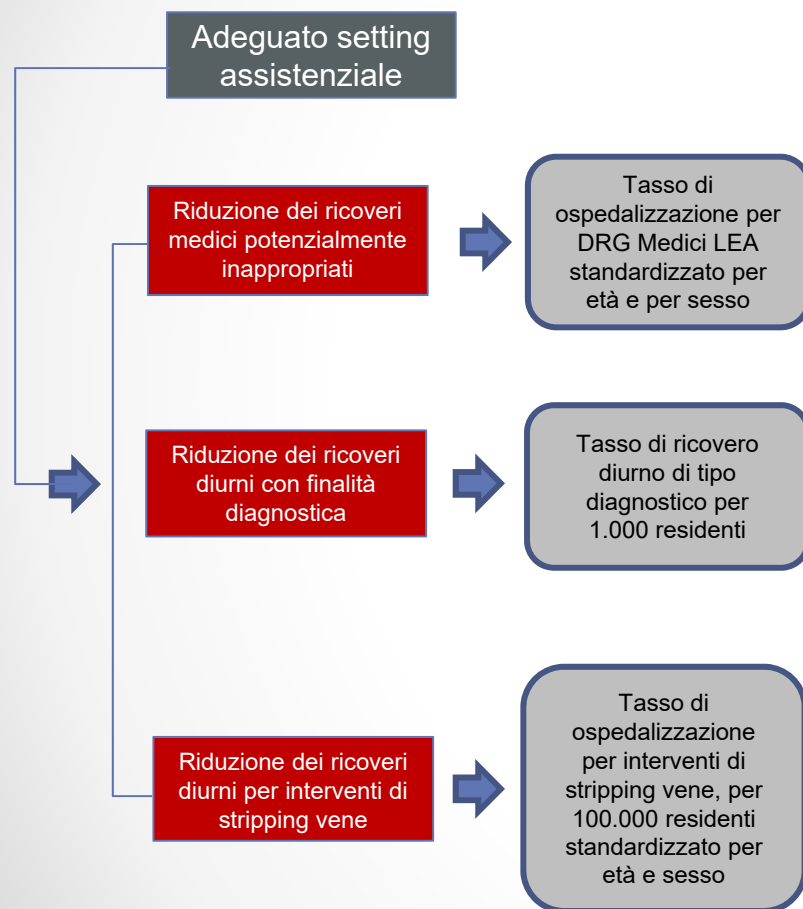 Adeguato setting
assistenziale
Riduzione dei ricoveri
medici potenzialmente
inappropriati
Tasso di
ospedalizzazione per
DRG Medici LEA
standardizzato per
età e per sesso
Riduzione dei ricoveri
diurni con finalità
diagnostica
Tasso di ricovero
diurno di tipo
diagnostico per
1.000 residenti
Riduzione dei ricoveri
diurni per interventi di
stripping vene
Tasso di
ospedalizzazione
per interventi di
stripping vene, per
100.000 residenti
standardizzato per
età e sesso